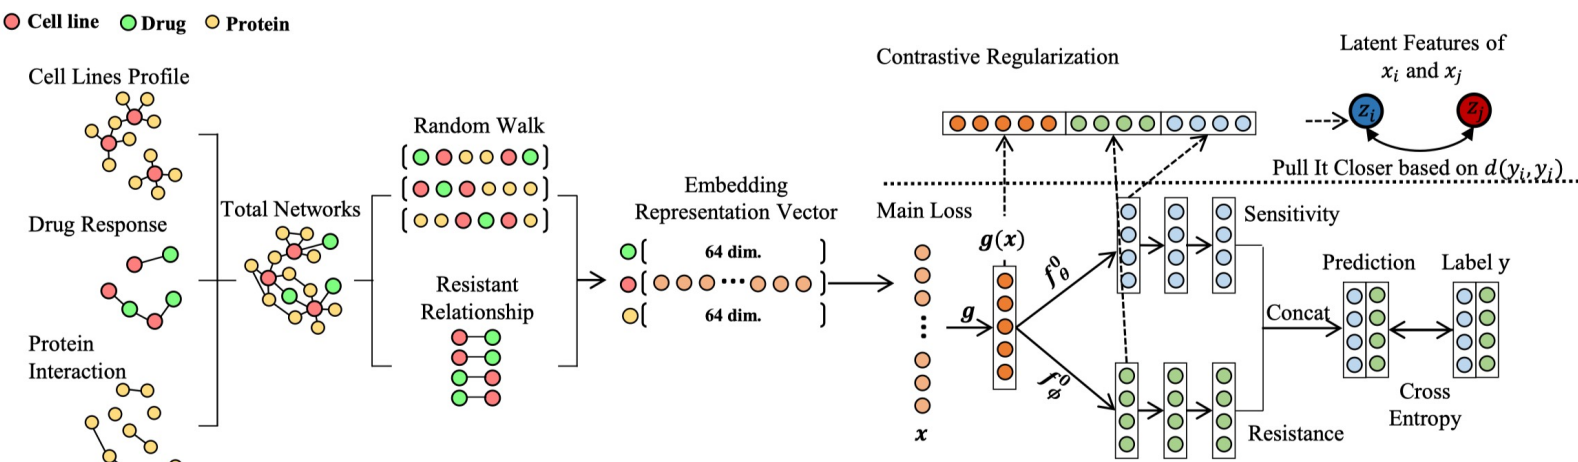 Cell line Drug Protein
Cell Lines Profile
Drug Response
Protein
Interaction
Total Networks
Random Walk
Resistant
Relationship
Embedding
Representation Vector
64 dim.
64 dim.
Contrastive Regularization
Latent Features of
x_i and x_j
z_i z_j
Pull It Closer based on d(y_i, y_j)
Main Loss
x
g
g(x)
f_θ^0
f_ϕ^0
Sensitivity
Resistance
Concat
Prediction Label y
Cross
Entropy